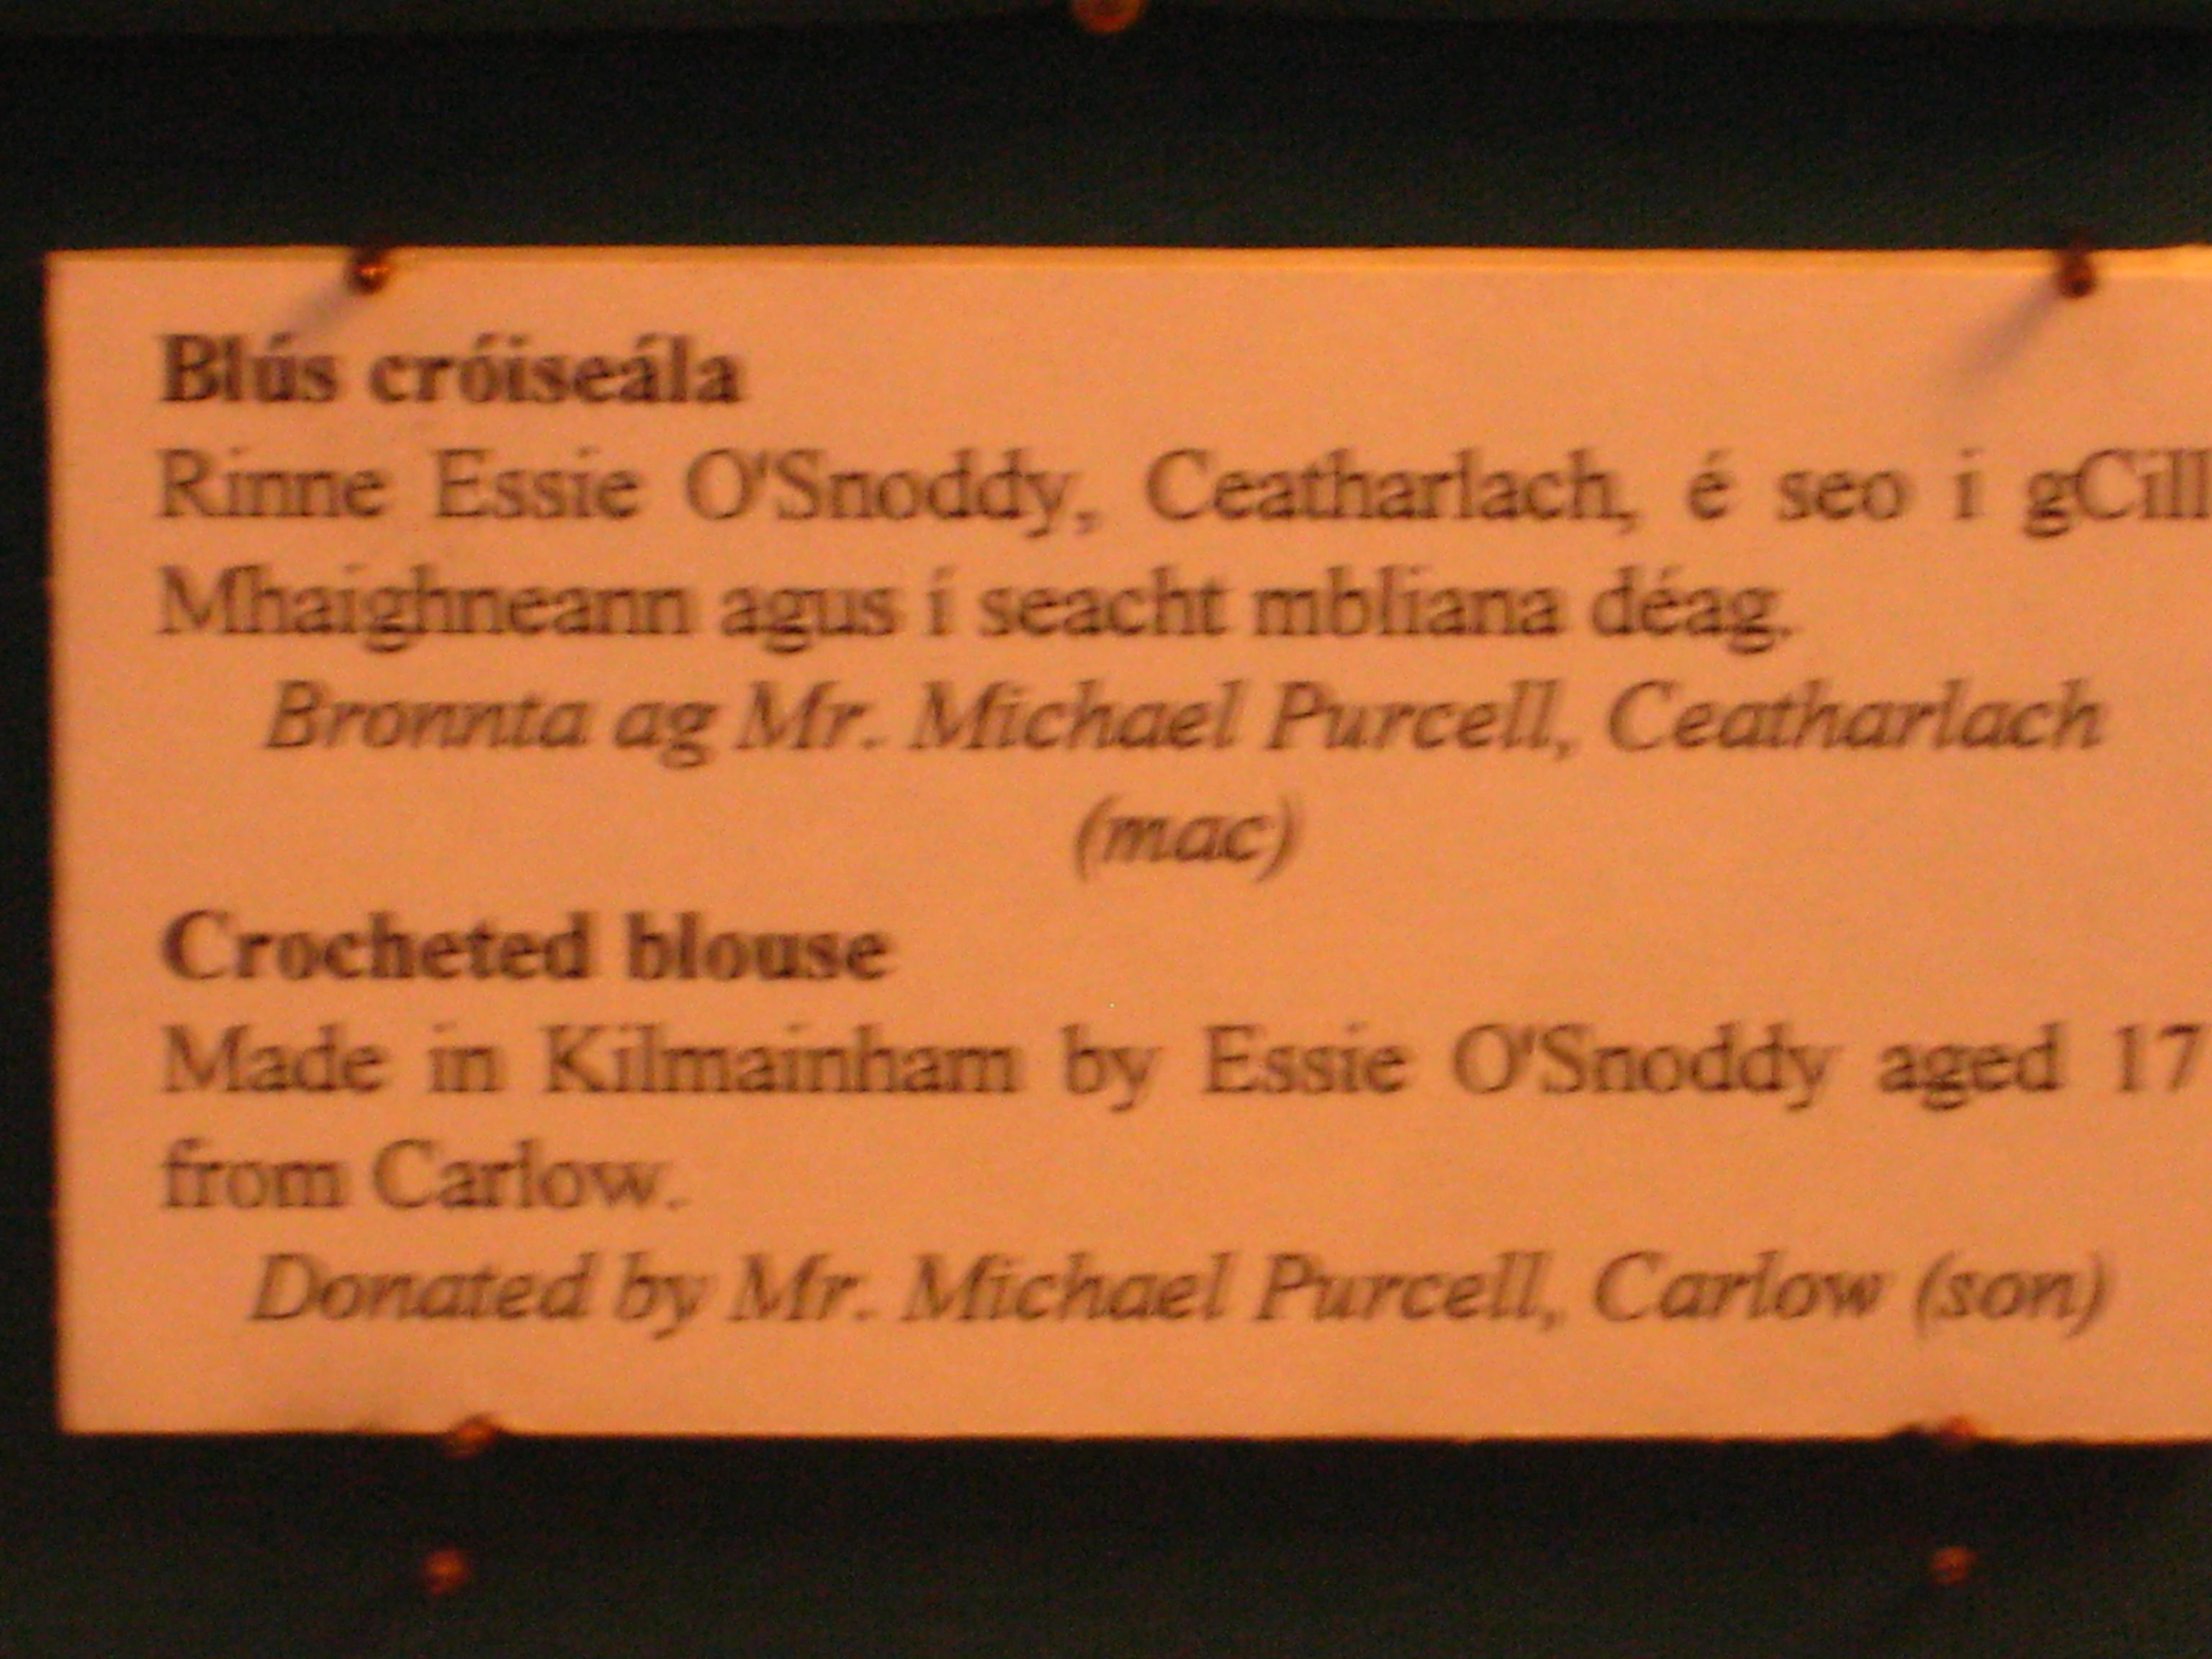 Blús cróiseála
Rinne Essie O'Snoddy, Ceatharlach, é seo i gCill
Mhaighneann agus í seacht mbliana déag.
Bronnta ag Mr. Michael Purcell, Ceatharlach
(mac)
Crocheted blouse
Made in Kilmainham by Essie O'Snoddy aged 17
from Carlow.
Donated by Mr. Michael Purcell, Carlow (son)